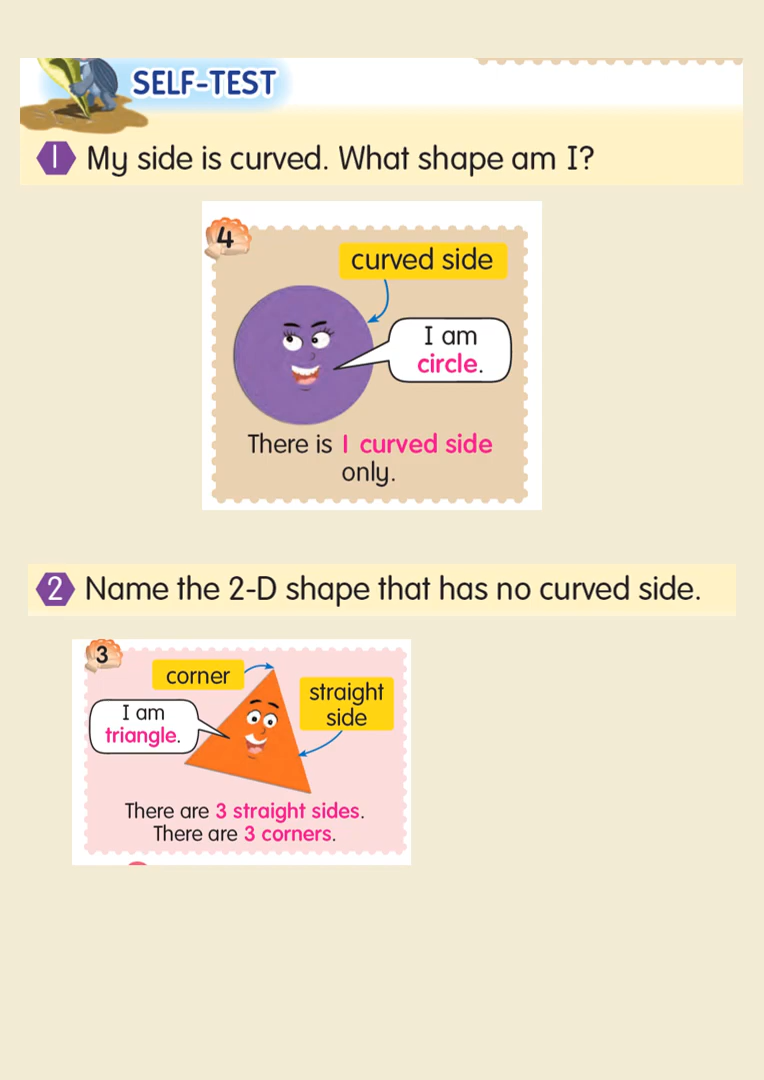 SELF-TEST
1 My side is curved. What shape am I?
4
curved side
I am
circle.
There is 1 curved side
only.
2 Name the 2-D shape that has no curved side.
3
corner
straight
side
I am
triangle.
There are 3 straight sides.
There are 3 corners.